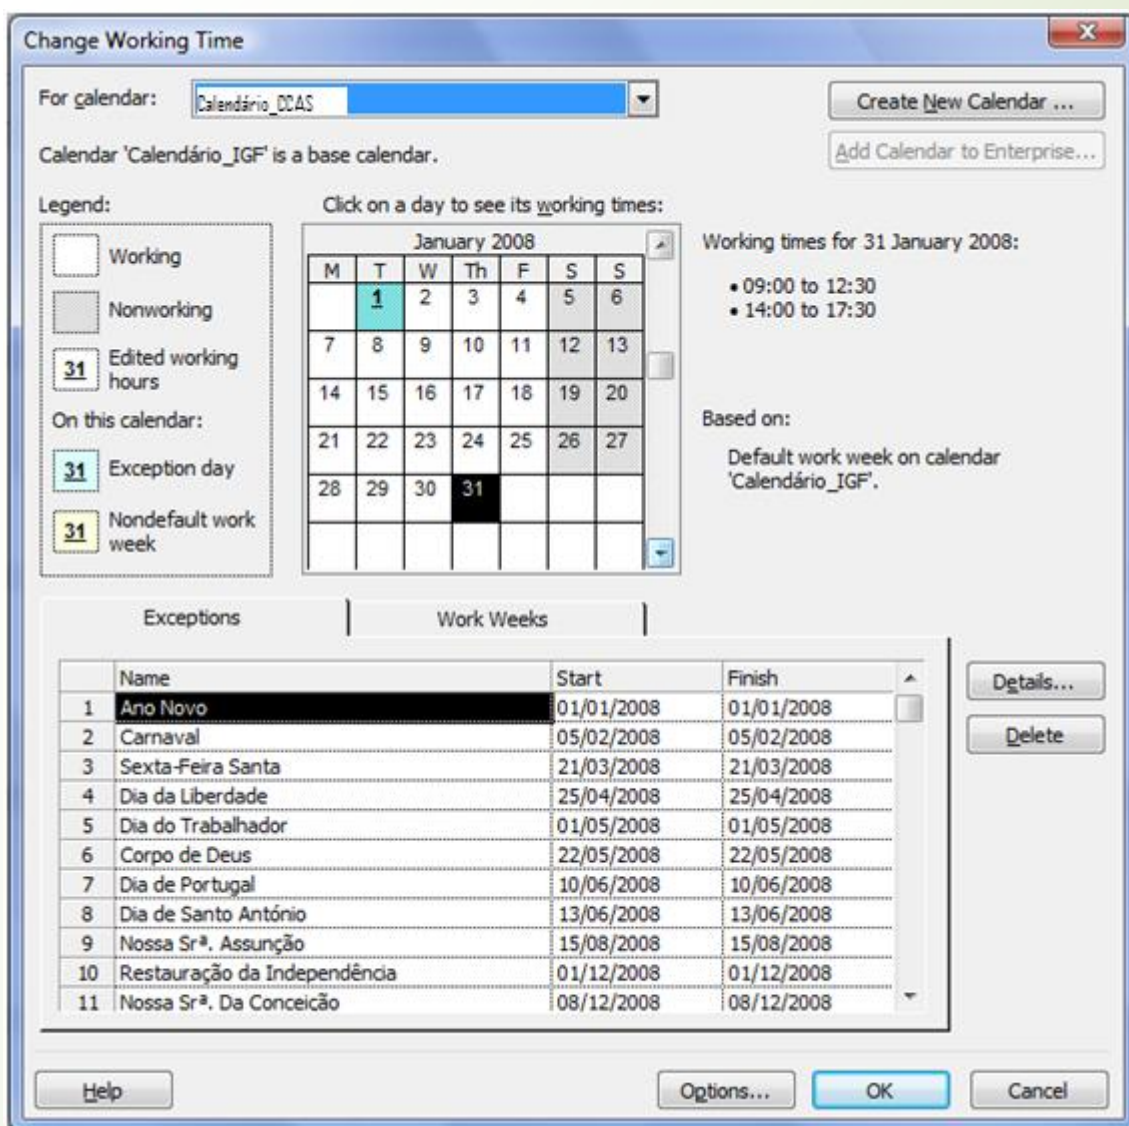 Change Working Time
For calendar: Calendário_DCAS
Create New Calendar ...
Calendar 'Calendário_IGF' is a base calendar.
Add Calendar to Enterprise...
Legend:
Working
Nonworking
31 Edited working
hours
On this calendar:
31 Exception day
31 Nondefault work
week
Click on a day to see its working times:
January 2008
M T W Th F S S
1 2 3 4 5 6
7 8 9 10 11 12 13
14 15 16 17 18 19 20
21 22 23 24 25 26 27
28 29 30 31
Working times for 31 January 2008:
• 09:00 to 12:30
• 14:00 to 17:30
Based on:
Default work week on calendar
'Calendário_IGF'.
Exceptions Work Weeks
Name Start Finish
1 Ano Novo 01/01/2008 01/01/2008
2 Carnaval 05/02/2008 05/02/2008
3 Sexta-Feira Santa 21/03/2008 21/03/2008
4 Dia da Liberdade 25/04/2008 25/04/2008
5 Dia do Trabalhador 01/05/2008 01/05/2008
6 Corpo de Deus 22/05/2008 22/05/2008
7 Dia de Portugal 10/06/2008 10/06/2008
8 Dia de Santo António 13/06/2008 13/06/2008
9 Nossa Srª. Assunção 15/08/2008 15/08/2008
10 Restauração da Independência 01/12/2008 01/12/2008
11 Nossa Srª. Da Conceição 08/12/2008 08/12/2008
Details...
Delete
Help Options... OK Cancel